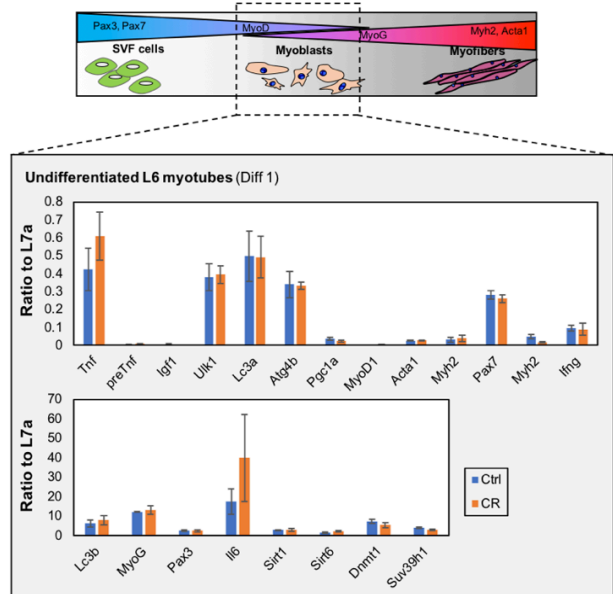 Pax3, Pax7
MyoD
MyoG
Myh2, Acta1
SVF cells
Myoblasts
Myofibers
Undifferentiated L6 myotubes (Diff 1)
Ratio to L7a
0.8
0.7
0.6
0.5
0.4
0.3
0.2
0.1
0
Tnf preTnf Igf1 Ulk1 Lc3a Atg4b Pgc1a MyoD1 Acta1 Myh2 Pax7 Myh2 Ifng
Ratio to L7a
70
60
50
40
30
20
10
0
Lc3b MyoG Pax3 Il6 Sirt1 Sirt6 Dnmt1 Suv39h1
Ctrl
CR